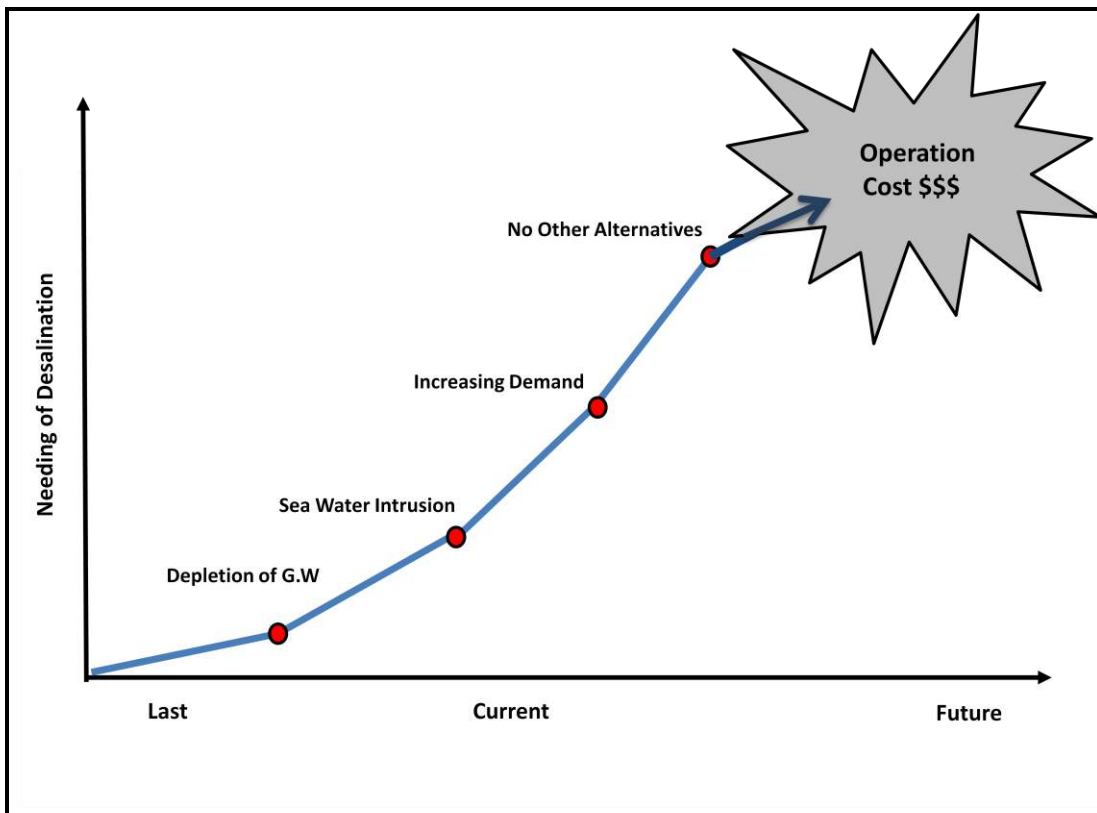 Operation
Cost $$$
No Other Alternatives
Increasing Demand
Sea Water Intrusion
Depletion of G.W
Needing of Desalination
Last
Current
Future